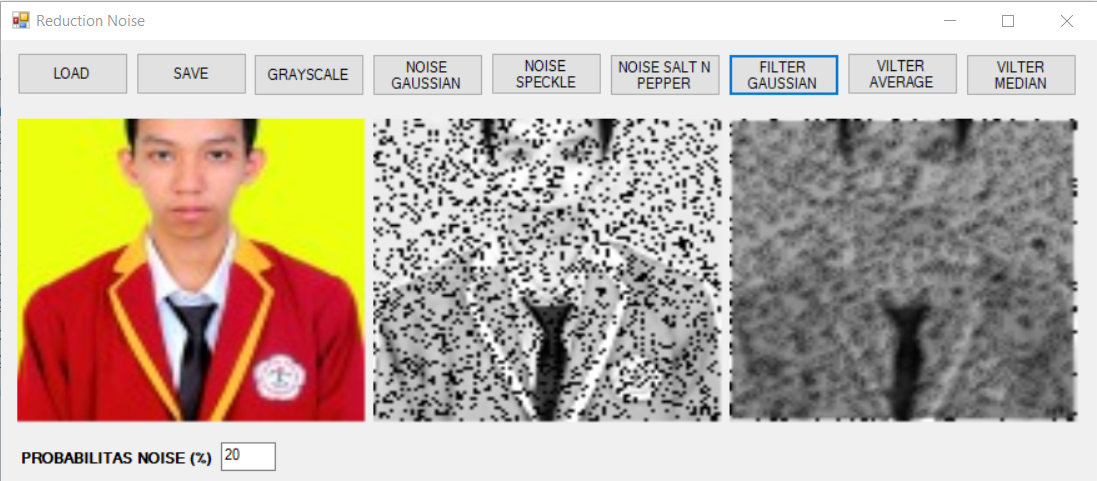 Reduction Noise
LOAD
SAVE
GRAYSCALE
NOISE
GAUSSIAN
NOISE
SPECKLE
NOISE SALT N
PEPPER
FILTER
GAUSSIAN
VILTER
AVERAGE
VILTER
MEDIAN
PROBABILITAS NOISE (%)
20